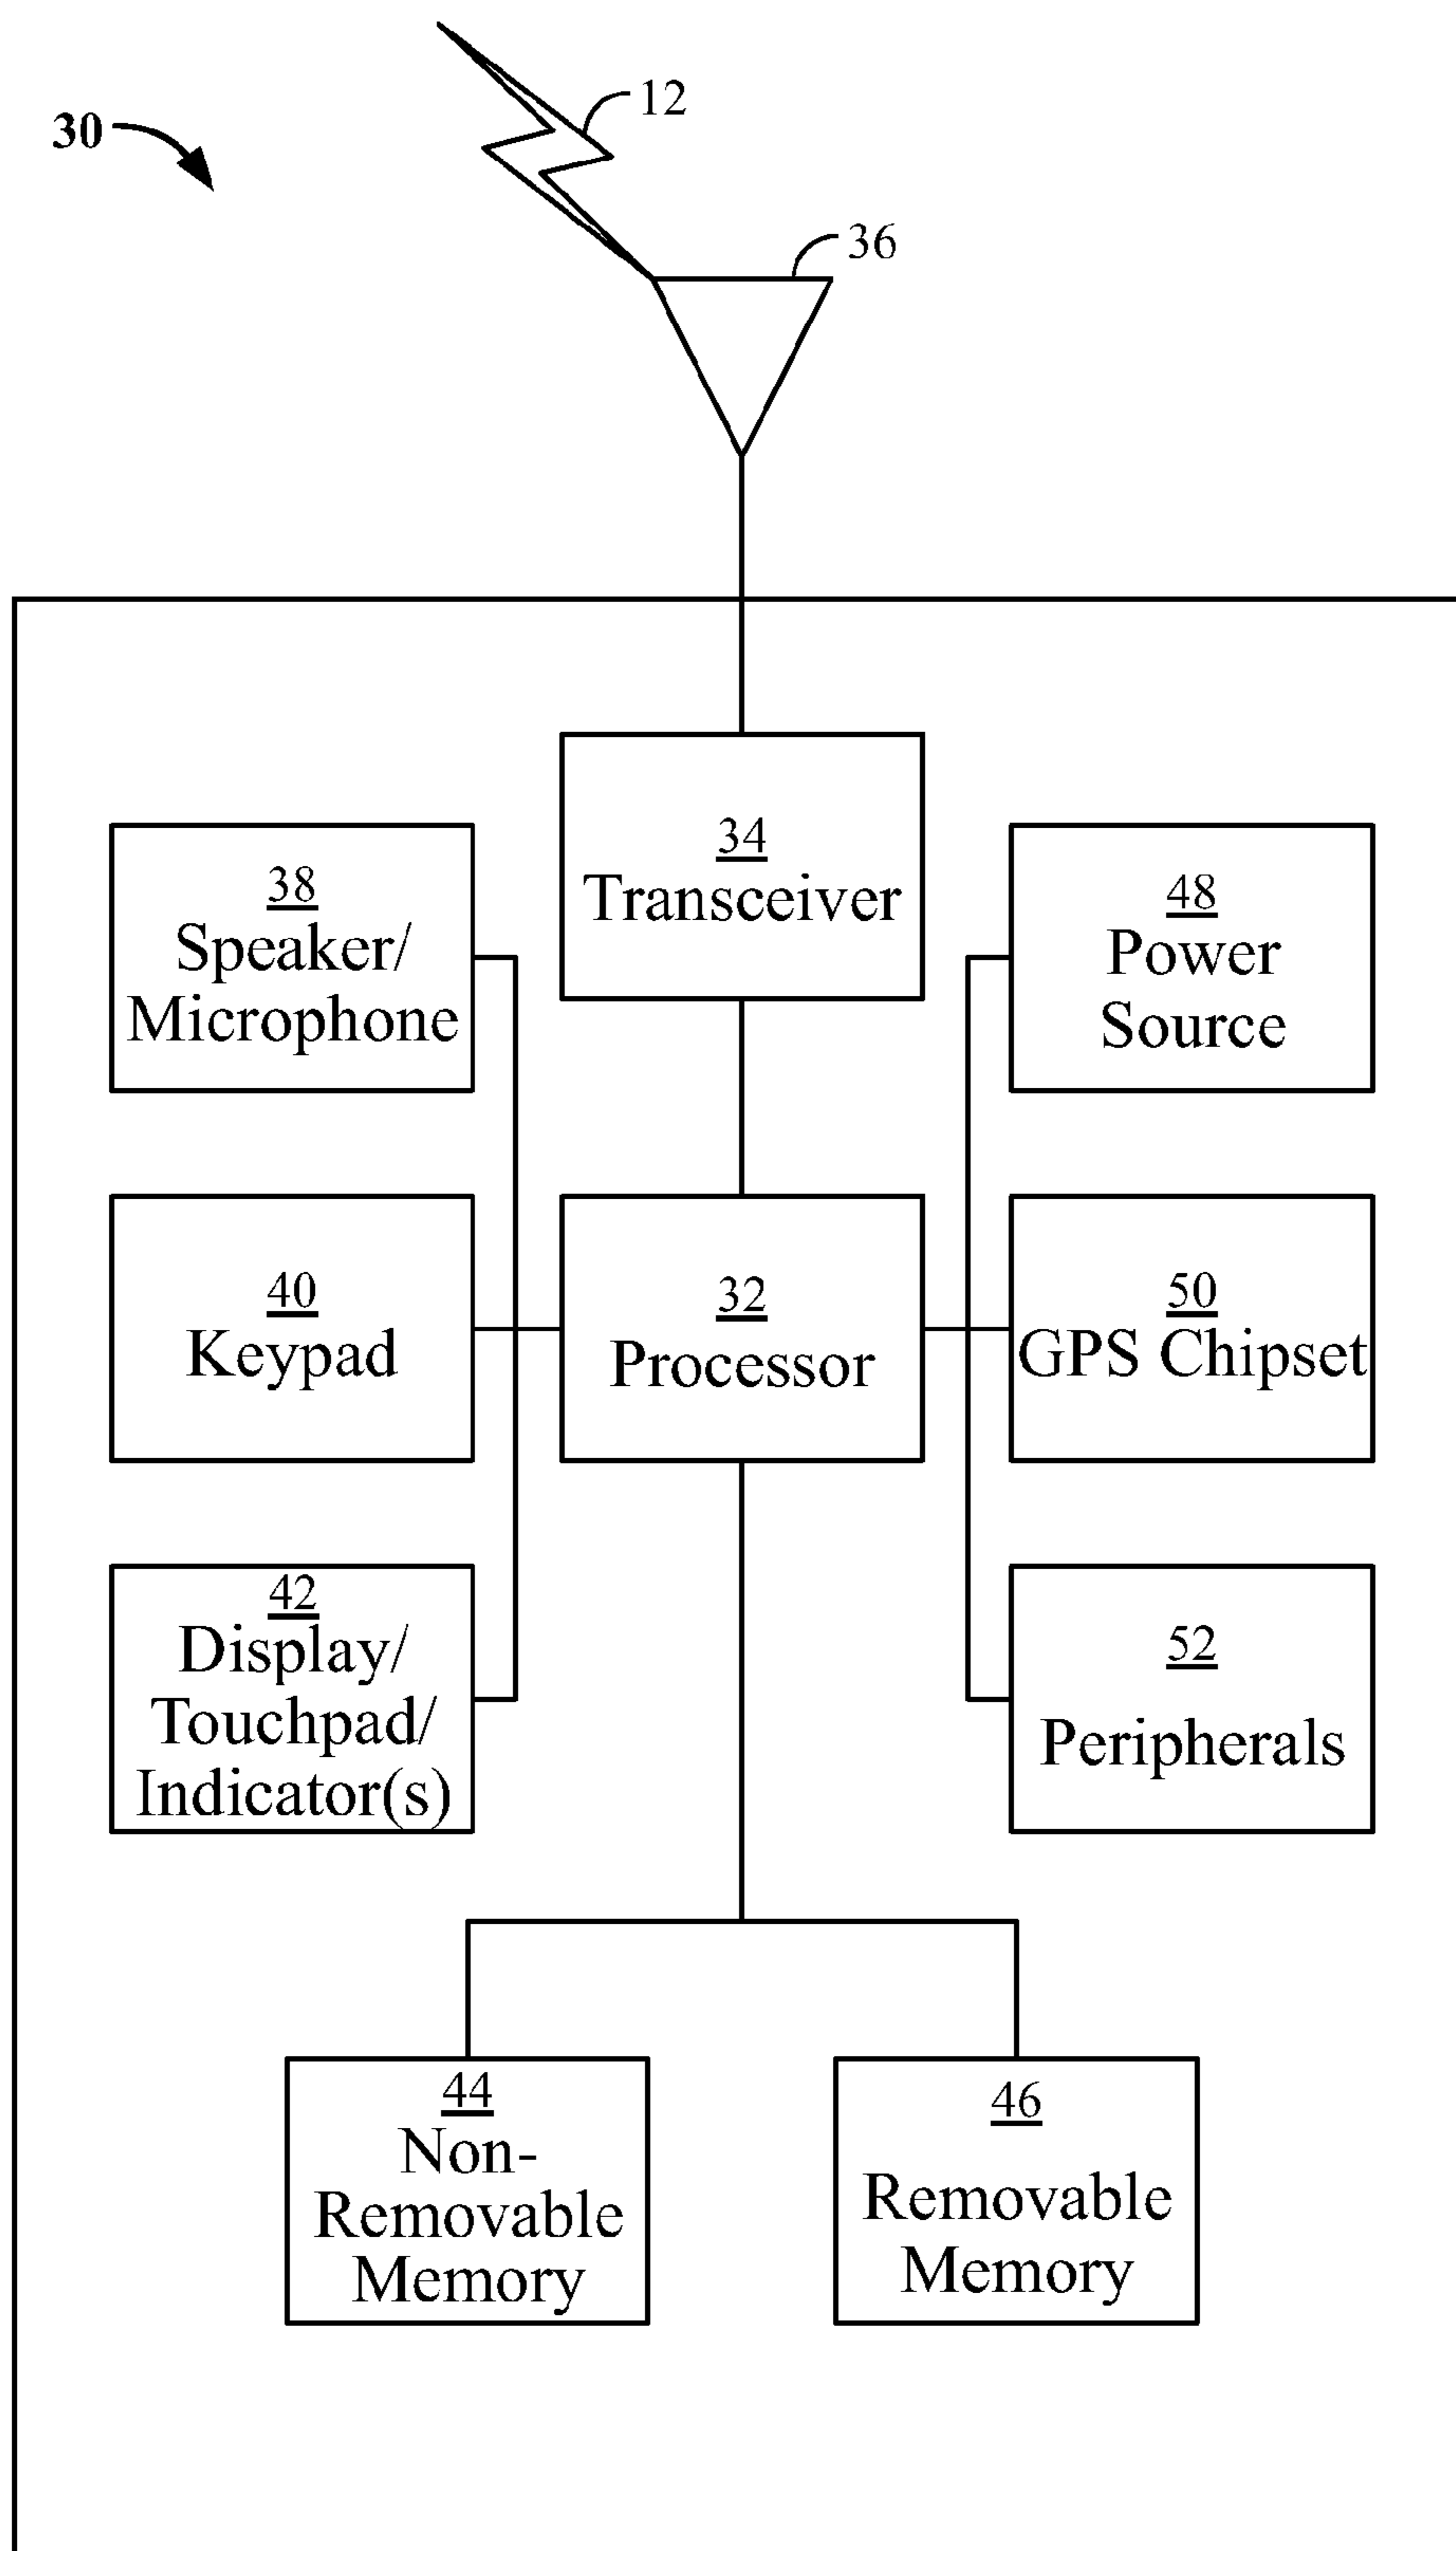 12
30
36
34
Transceiver
38
Speaker/
Microphone
48
Power
Source
40
Keypad
32
Processor
50
GPS Chipset
42
Display/
Touchpad/
Indicator(s)
52
Peripherals
44
Non-
Removable
Memory
46
Removable
Memory